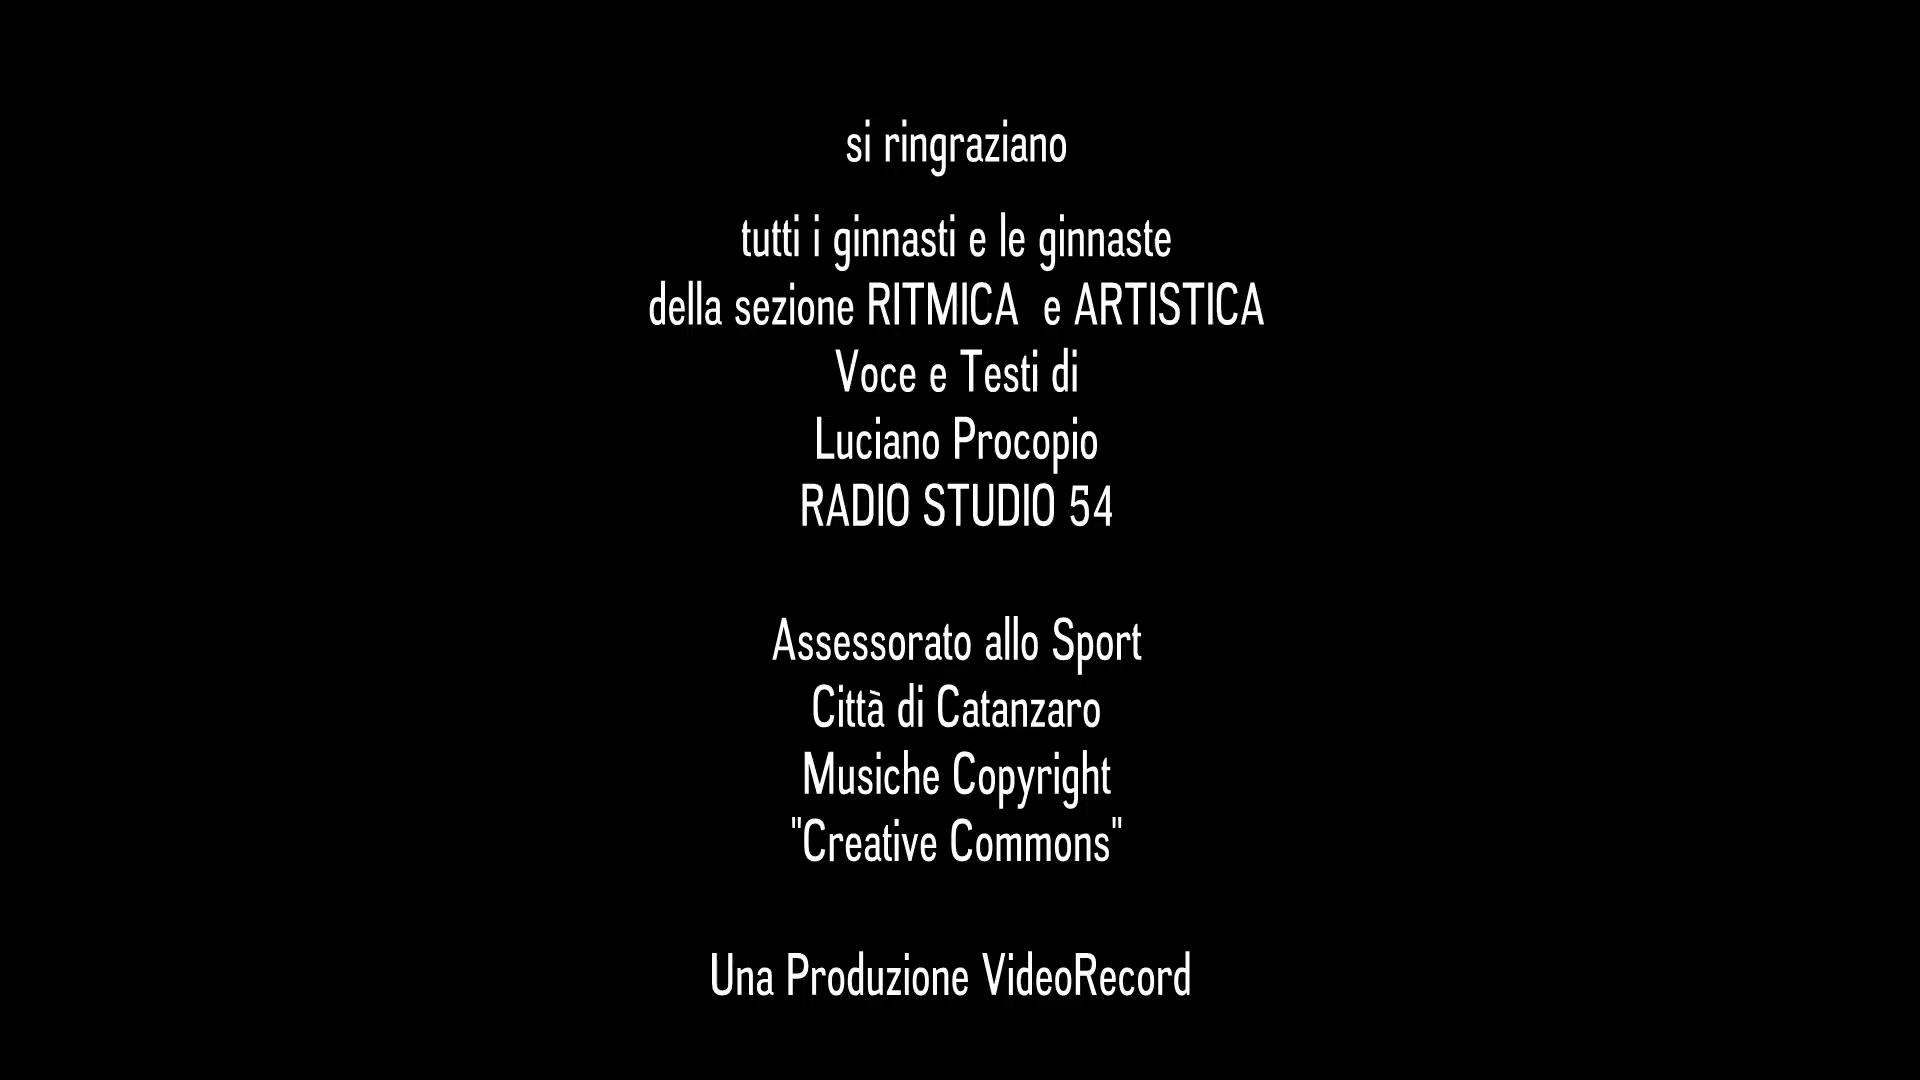 si ringraziano
tutti i ginnasti e le ginnaste
della sezione RITMICA e ARTISTICA
Voce e Testi di
Luciano Procopio
RADIO STUDIO 54
Assessorato allo Sport
Città di Catanzaro
Musiche Copyright
"Creative Commons"
Una Produzione VideoRecord